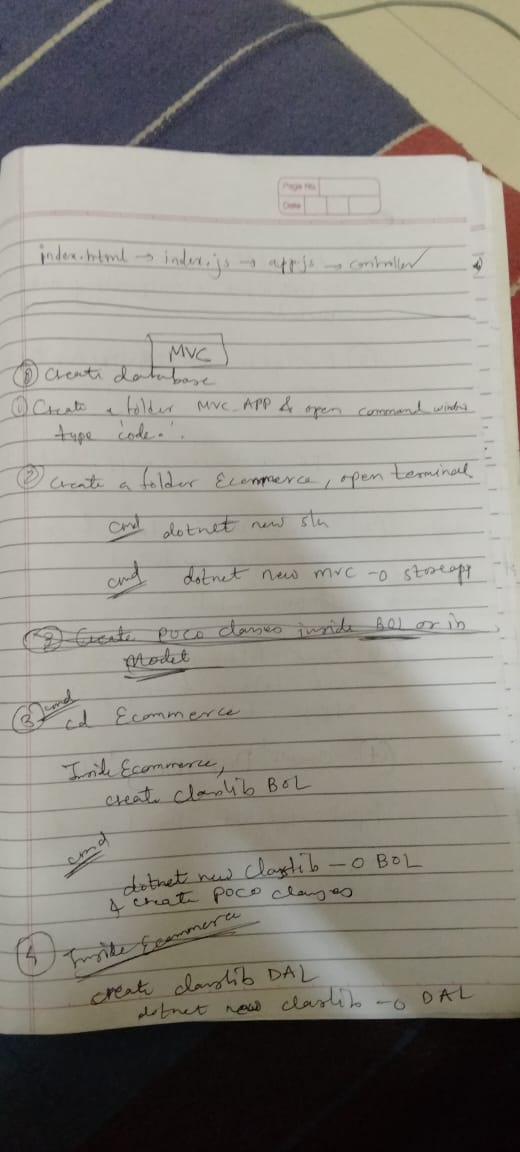 Page No.
Date
index.html → index.js → app.js → controller
MVC
⓪ Create database
① Create a folder MVC-APP & open command window
type 'code .'.
② Create a folder Ecommerce, open terminal
cmd dotnet new sln
cmd dotnet new mvc -o storeapp
③ Create POCO classes inside BOL or in
Model
③ cmd cd Ecommerce
Inside Ecommerce,
create classlib BOL
cmd
dotnet new classlib -o BOL
& create POCO classes
④ Inside Ecommerce
create classlib DAL
dotnet new classlib -o DAL